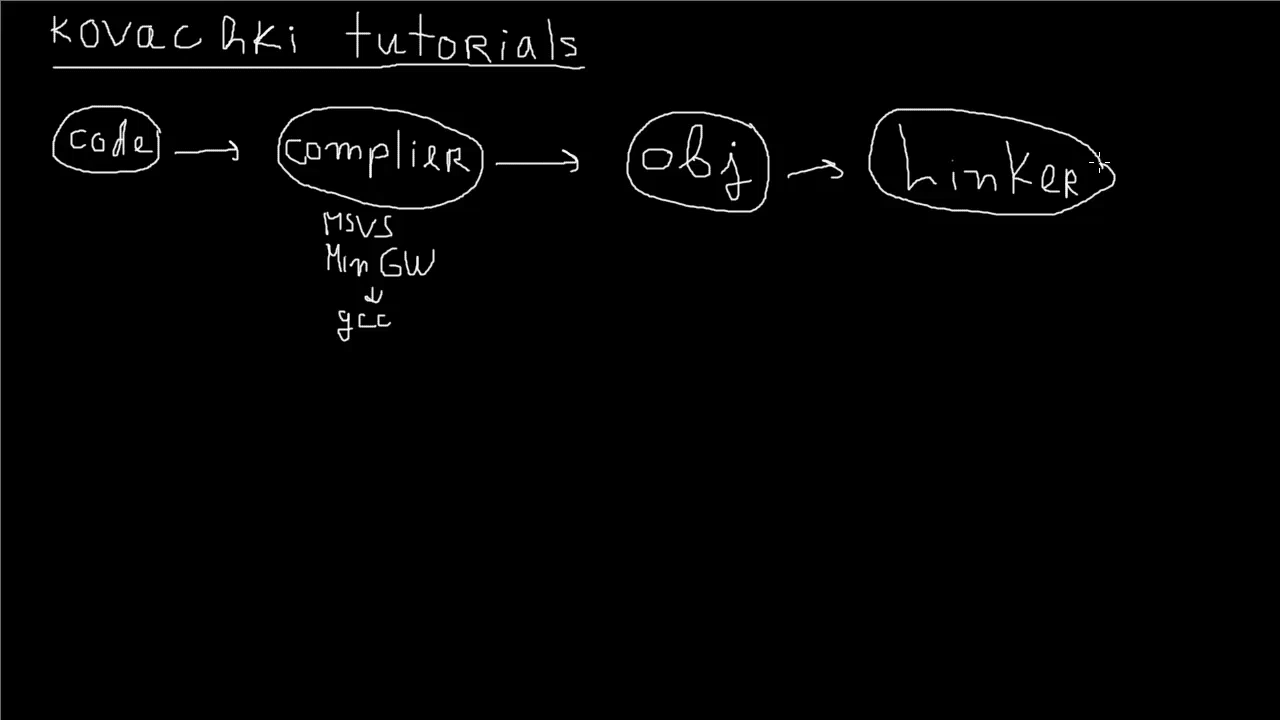 kovachki tutorials
code → complier → obj → Linker
MSVS
MinGW
↓
gcc